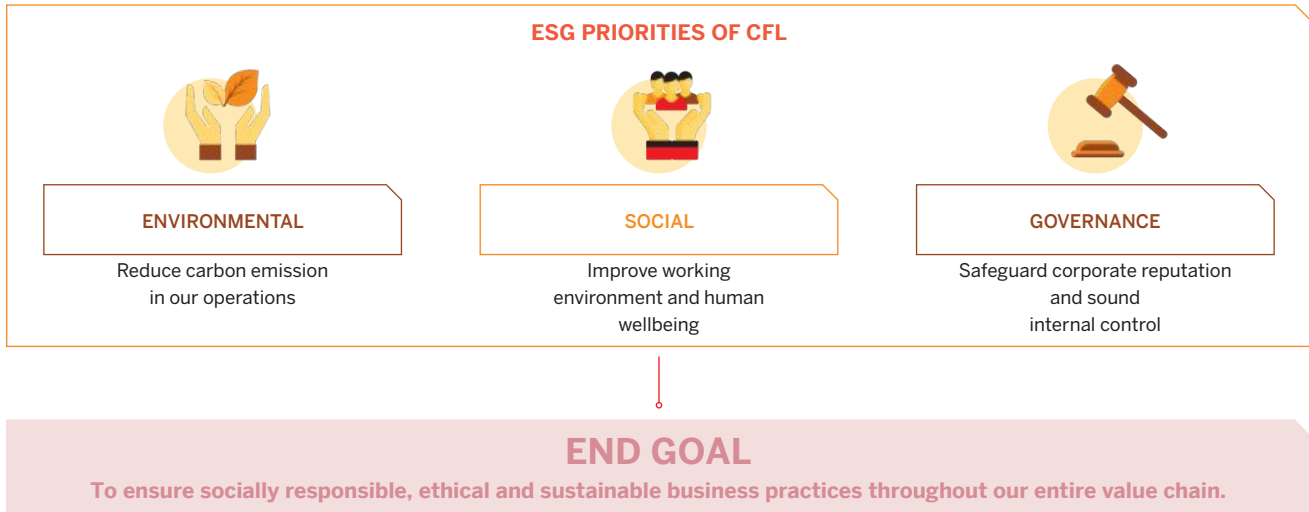 ESG PRIORITIES OF CFL
ENVIRONMENTAL
Reduce carbon emission
in our operations
SOCIAL
Improve working
environment and human
wellbeing
GOVERNANCE
Safeguard corporate reputation
and sound
internal control
END GOAL
To ensure socially responsible, ethical and sustainable business practices throughout our entire value chain.